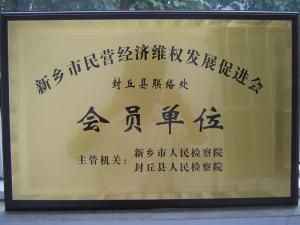 新乡市民营经济维权发展促进会
封丘县联络处
会员单位
主管机关：新乡市人民检察院
封丘县人民检察院